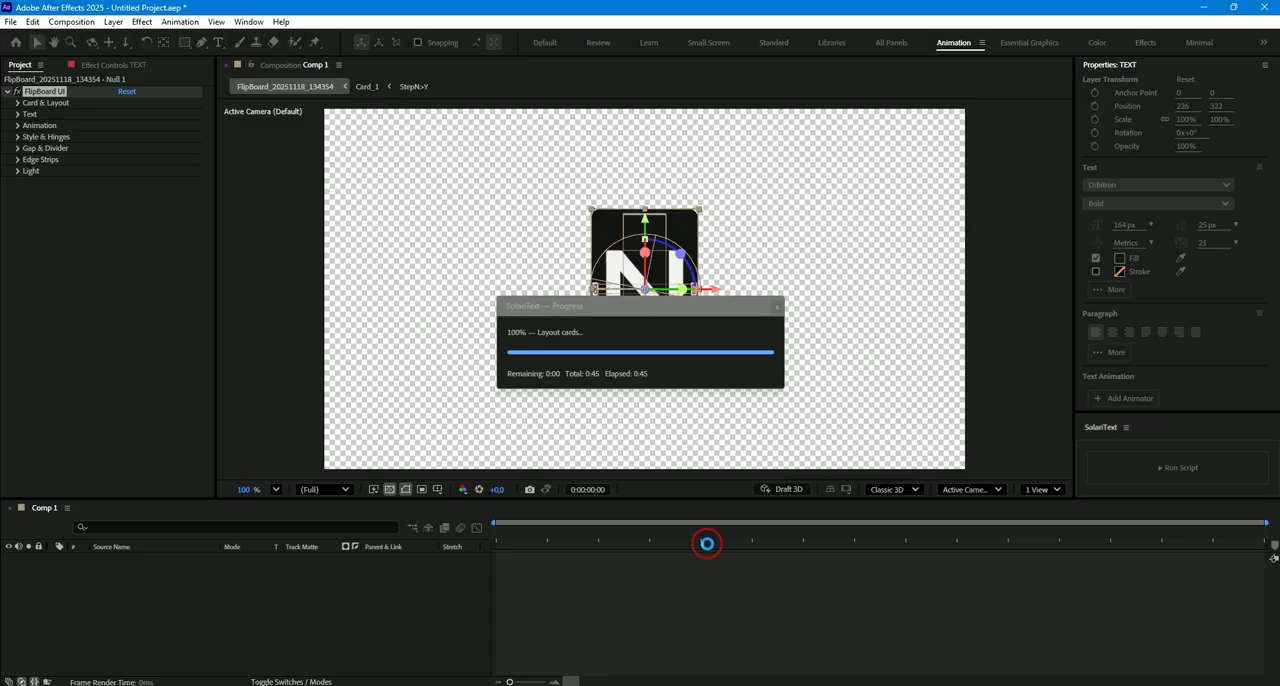 Adobe After Effects 2025 - Untitled Project.aep *
File Edit Composition Layer Effect Animation View Window Help
Snapping Default Review Learn Small Screen Standard Libraries All Panels Animation Essential Graphics Color Effects Minimal
Project Effect Controls TEXT
FlipBoard_20251118_134354 - Null 1
fx FlipBoard UI Reset
Card & Layout
Text
Animation
Style & Hinges
Gap & Divider
Edge Strips
Light
Composition Comp 1
FlipBoard_20251118_134354 Card_1 StepN>Y
Active Camera (Default)
N
SolariText — Progress
x
100% — Layout cards...
Remaining: 0:00 Total: 0:45 Elapsed: 0:45
100 % (Full) +0,0 0:00:00:00 Draft 3D Classic 3D Active Came... 1 View
Properties: TEXT
Layer Transform Reset
Anchor Point 0 0
Position 226 322
Scale 100% 100%
Rotation 0x+0°
Opacity 100%
Text
Orbitron
Bold
164 px 25 px
Metrics 21
Fill
Stroke
More
Paragraph
More
Text Animation
Add Animator
SolariText
Run Script
Comp 1
# Source Name Mode T Track Matte Parent & Link Stretch
Frame Render Time: 0ms Toggle Switches / Modes